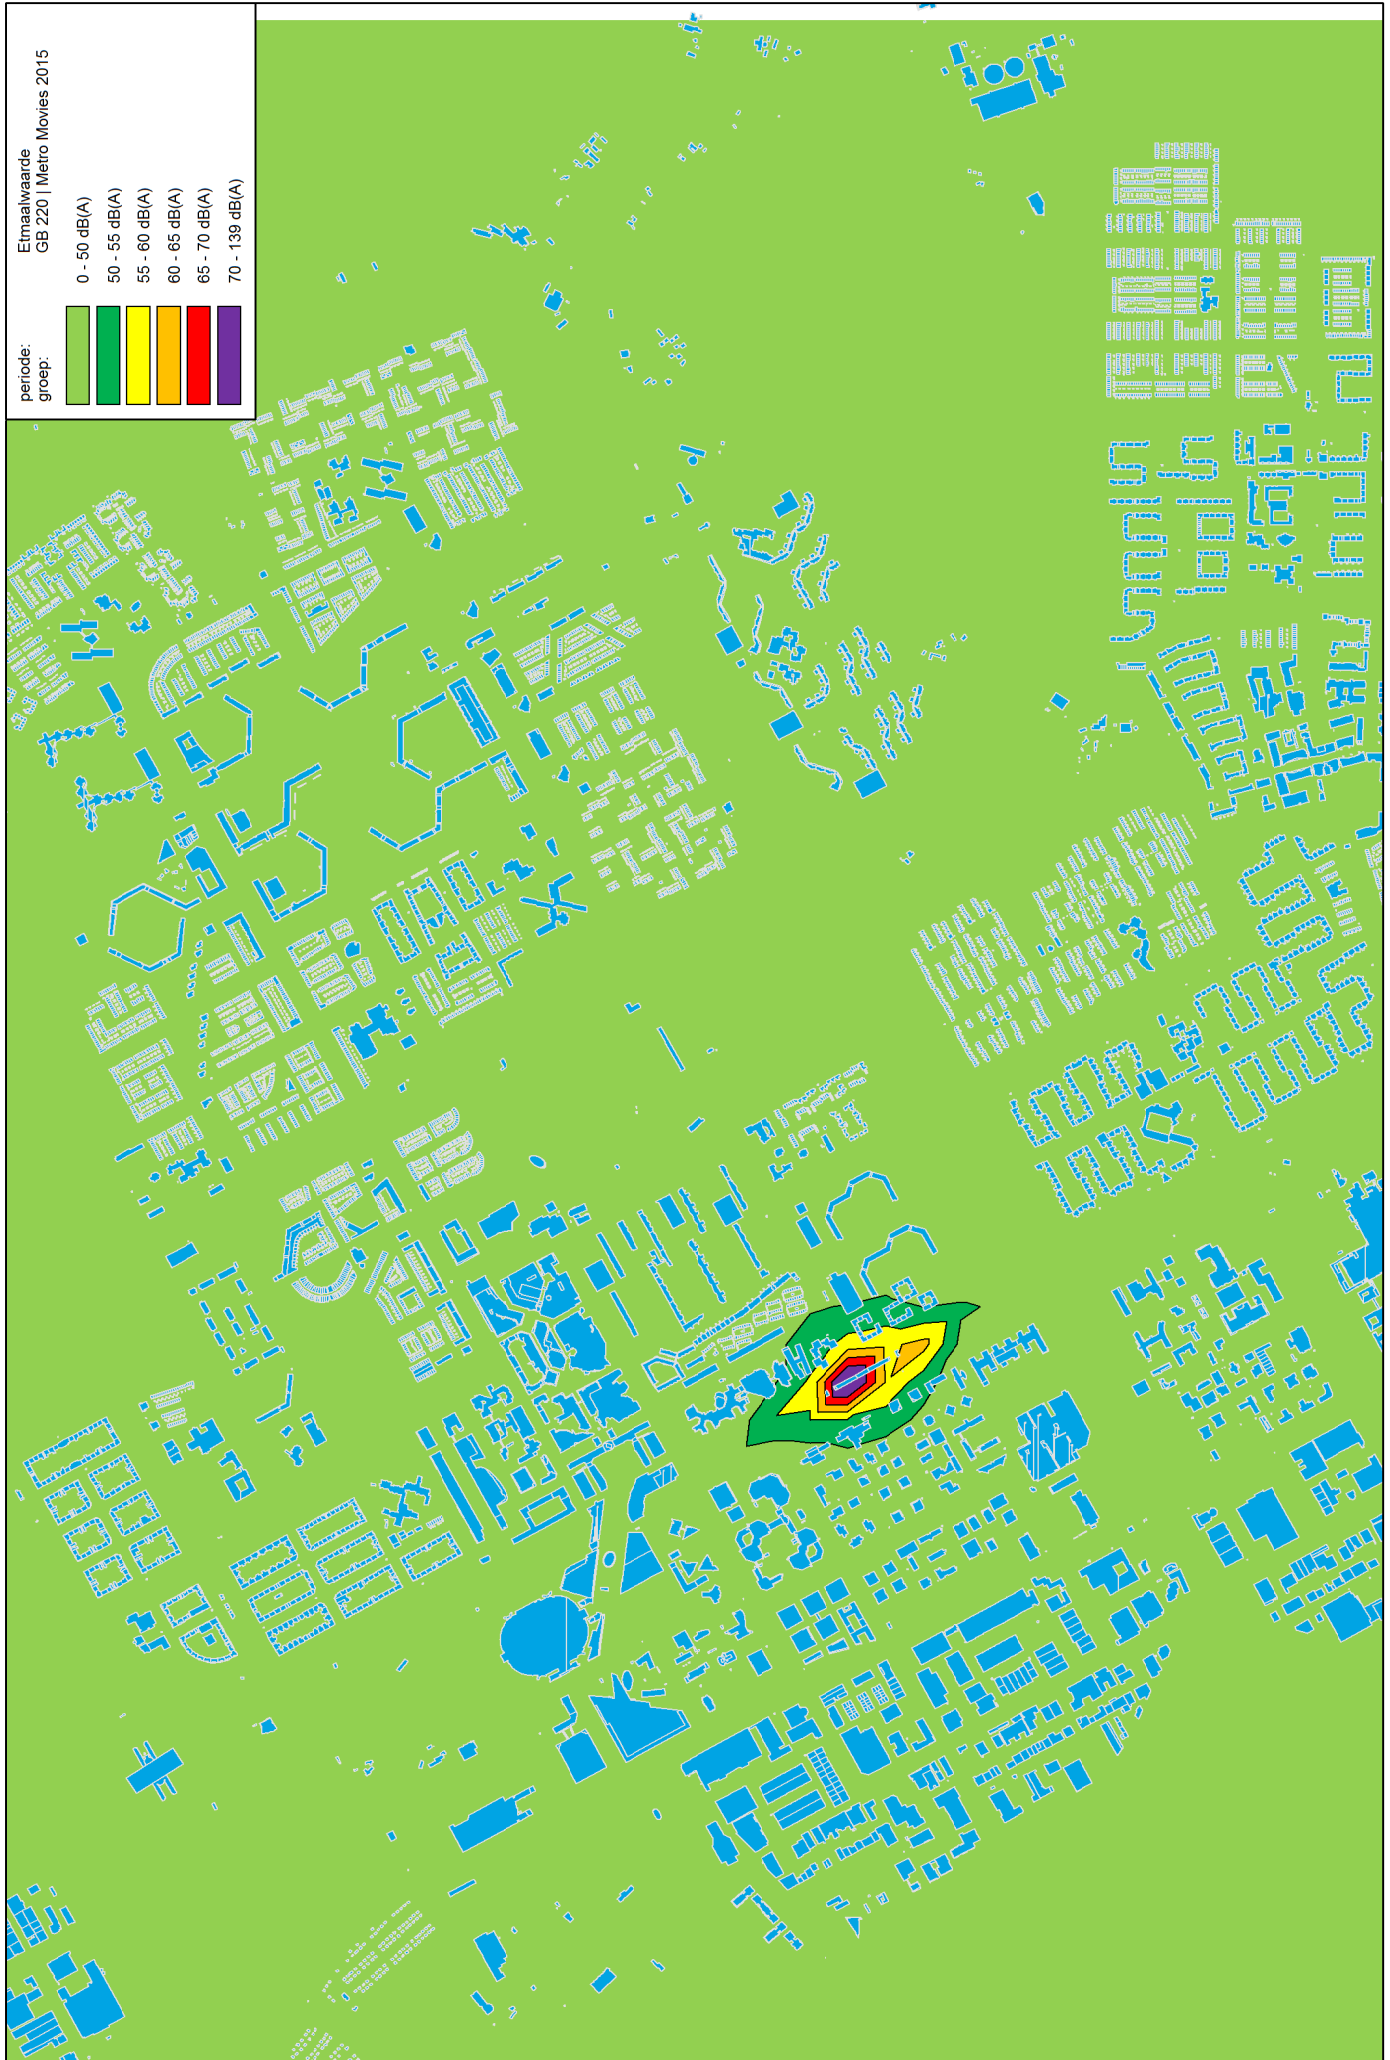 periode: Etmaalwaarde
groep: GB 220 | Metro Movies 2015
0 - 50 dB(A)
50 - 55 dB(A)
55 - 60 dB(A)
60 - 65 dB(A)
65 - 70 dB(A)
70 - 139 dB(A)